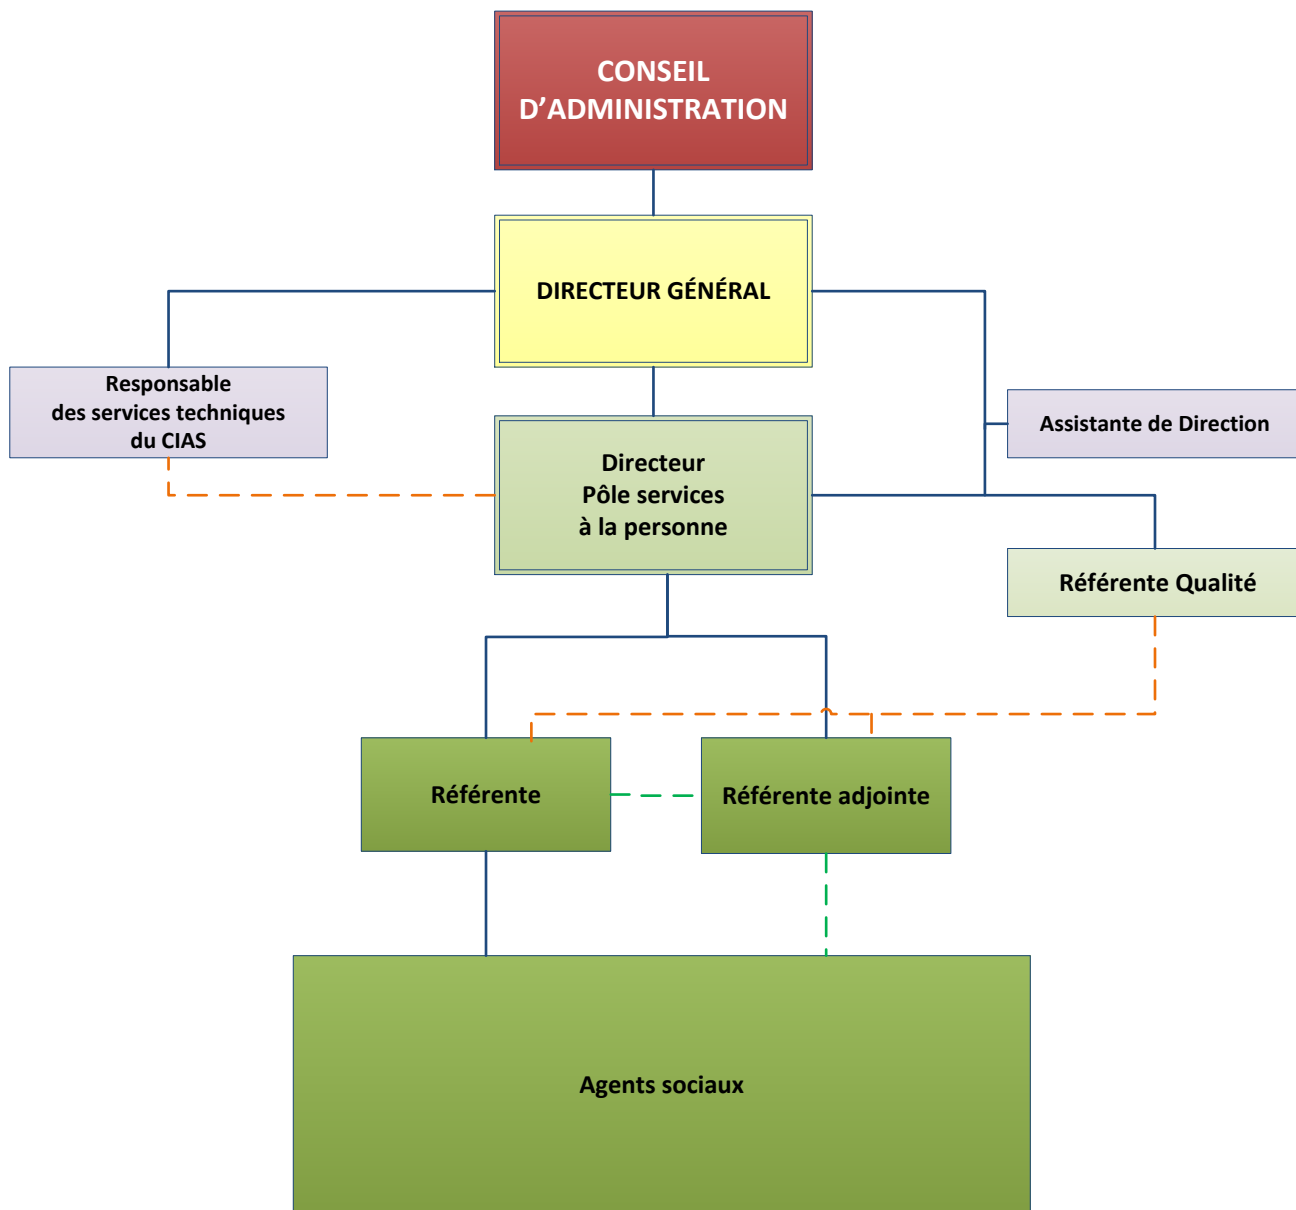 CONSEIL
D’ADMINISTRATION
DIRECTEUR GÉNÉRAL
Responsable
des services techniques
du CIAS
Assistante de Direction
Directeur
Pôle services
à la personne
Référente Qualité
Référente
Référente adjointe
Agents sociaux